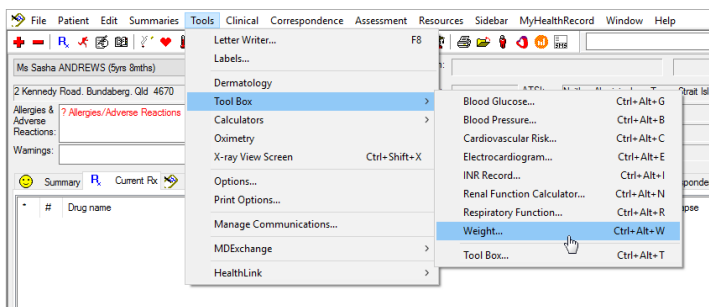 File Patient Edit Summaries Tools Clinical Correspondence Assessment Resources Sidebar MyHealthRecord Window Help
Ms Sasha ANDREWS (5yrs 8mths)
2 Kennedy Road. Bundaberg. Qld 4670
Allergies & Adverse Reactions:
? Allergies/Adverse Reactions
Warnings:
Summary Rx Current Rx
* # Drug name
Letter Writer... F8
Labels...
Dermatology
Tool Box >
Calculators >
Oximetry
X-ray View Screen Ctrl+Shift+X
Options...
Print Options...
Manage Communications...
MDExchange >
HealthLink >
Blood Glucose... Ctrl+Alt+G
Blood Pressure... Ctrl+Alt+B
Cardiovascular Risk... Ctrl+Alt+C
Electrocardiogram... Ctrl+Alt+E
INR Record... Ctrl+Alt+I
Renal Function Calculator... Ctrl+Alt+N
Respiratory Function... Ctrl+Alt+R
Weight... Ctrl+Alt+W
Tool Box... Ctrl+Alt+T